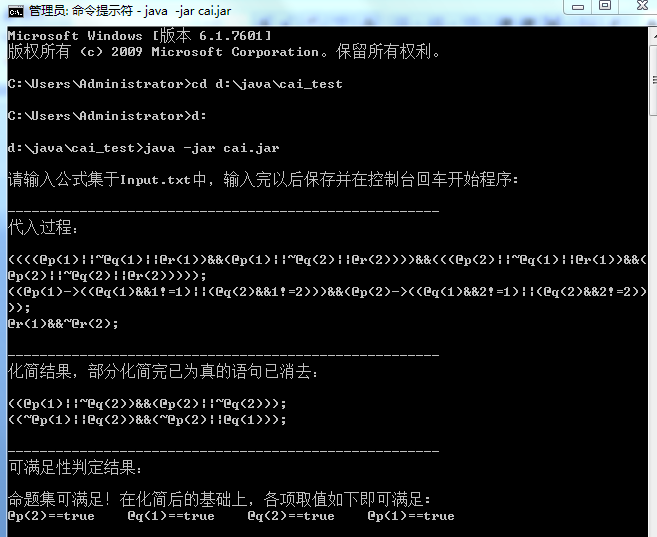 管理员: 命令提示符 - java -jar cai.jar
Microsoft Windows [版本 6.1.7601]
版权所有 (c) 2009 Microsoft Corporation。保留所有权利。
C:\Users\Administrator>cd d:\java\cai_test
C:\Users\Administrator>d:
d:\java\cai_test>java -jar cai.jar
请输入公式集于Input.txt中，输入完以后保存并在控制台回车开始程序：
______________________________________________________
代入过程：
((((@p(1)||~@q(1)||@r(1))&&(@p(1)||~@q(2)||@r(2))))&&(((@p(2)||~@q(1)||@r(1))&&(
@p(2)||~@q(2)||@r(2)))));
((@p(1)->((@q(1)&&1!=1)||(@q(2)&&1!=2)))&&(@p(2)->((@q(1)&&2!=1)||(@q(2)&&2!=2))
));
@r(1)&&~@r(2);
______________________________________________________
化简结果，部分化简完已为真的语句已消去：
((@p(1)||~@q(2))&&(@p(2)||~@q(2)));
((~@p(1)||@q(2))&&(~@p(2)||@q(1)));
______________________________________________________
可满足性判定结果：
命题集可满足！在化简后的基础上，各项取值如下即可满足：
@p(2)==true    @q(1)==true    @q(2)==true    @p(1)==true